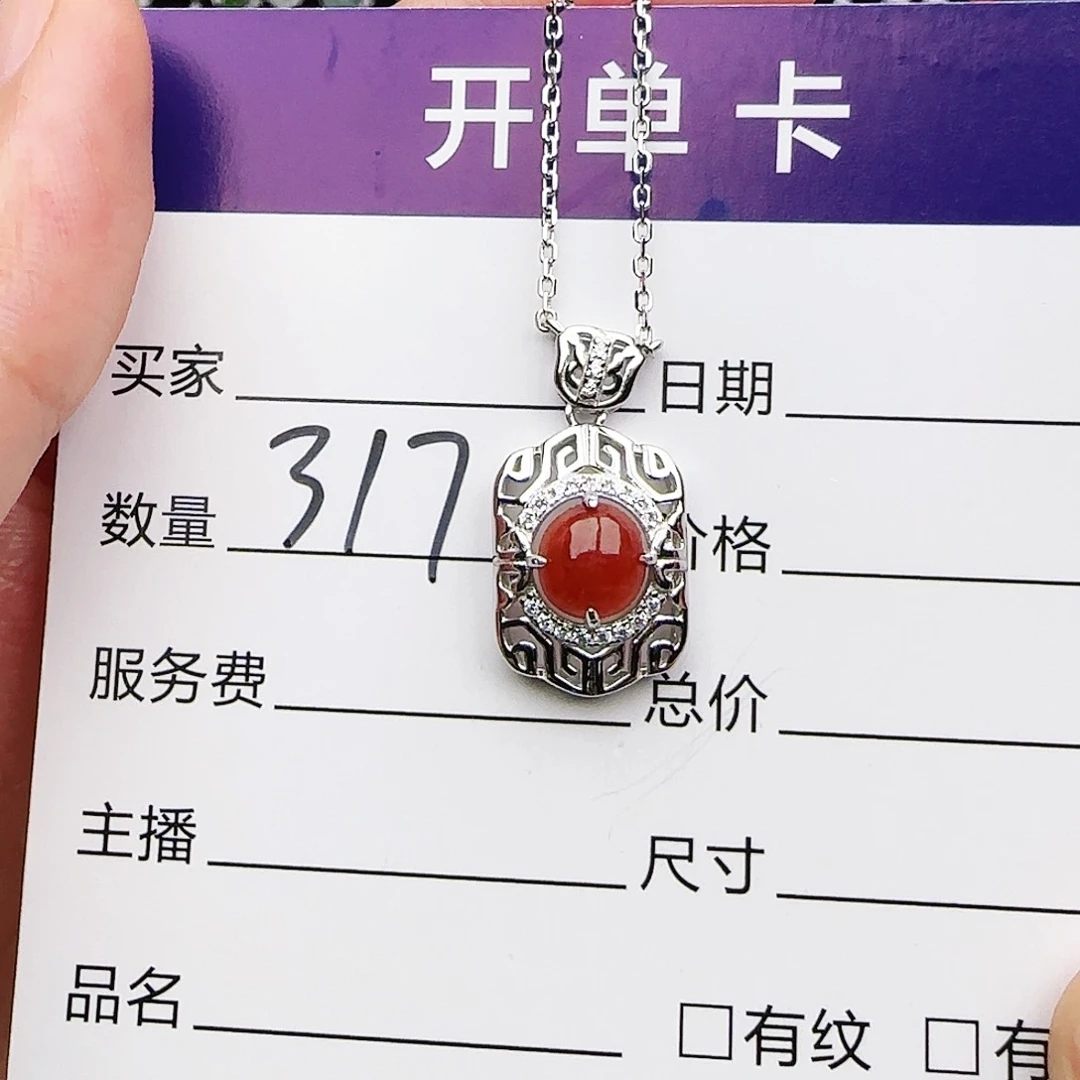 开单卡
买家 日期
数量 317 价格
服务费 总价
主播 尺寸
品名 □有纹 □有